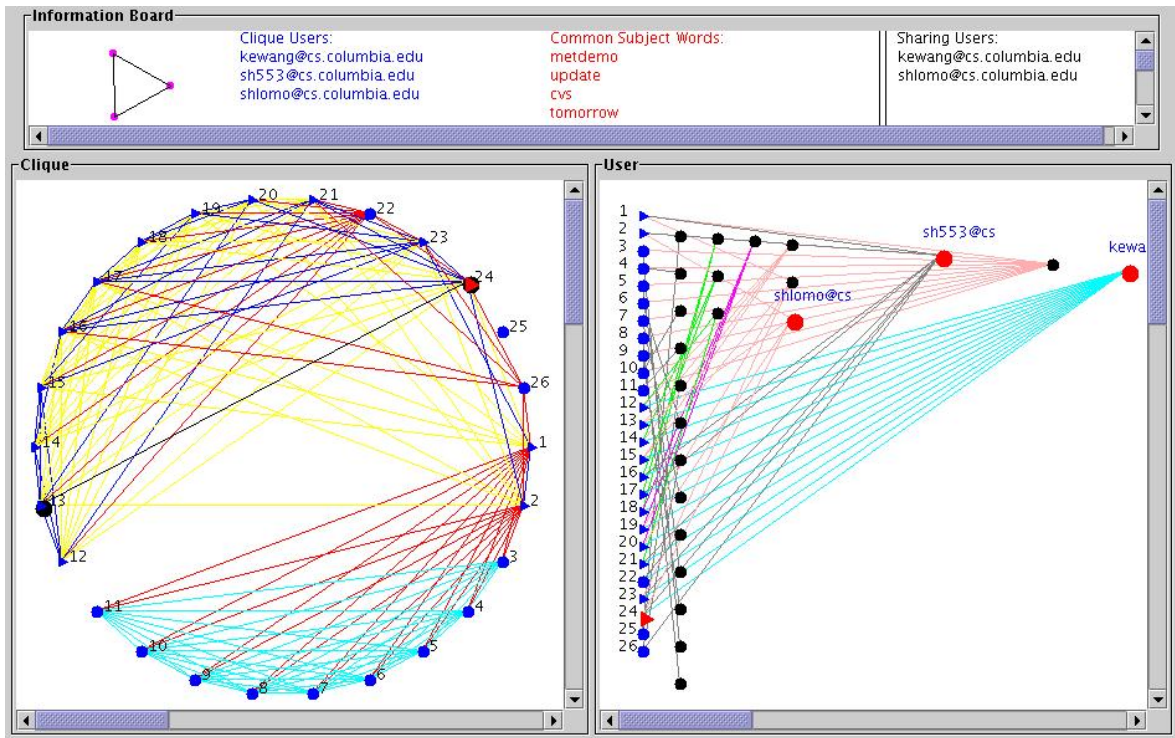 Information Board
Clique Users:
kewang@cs.columbia.edu
sh553@cs.columbia.edu
shlomo@cs.columbia.edu
Common Subject Words:
metdemo
update
cvs
tomorrow
Sharing Users:
kewang@cs.columbia.edu
shlomo@cs.columbia.edu
Clique
20
21
19
22
18
23
17
24
16
25
15
26
14
1
13
2
12
3
11
4
10
5
9
6
8
7
User
1
2
3
4
5
6
7
8
9
10
11
12
13
14
15
16
17
18
19
20
21
22
23
24
25
26
sh553@cs
kewa
shlomo@cs